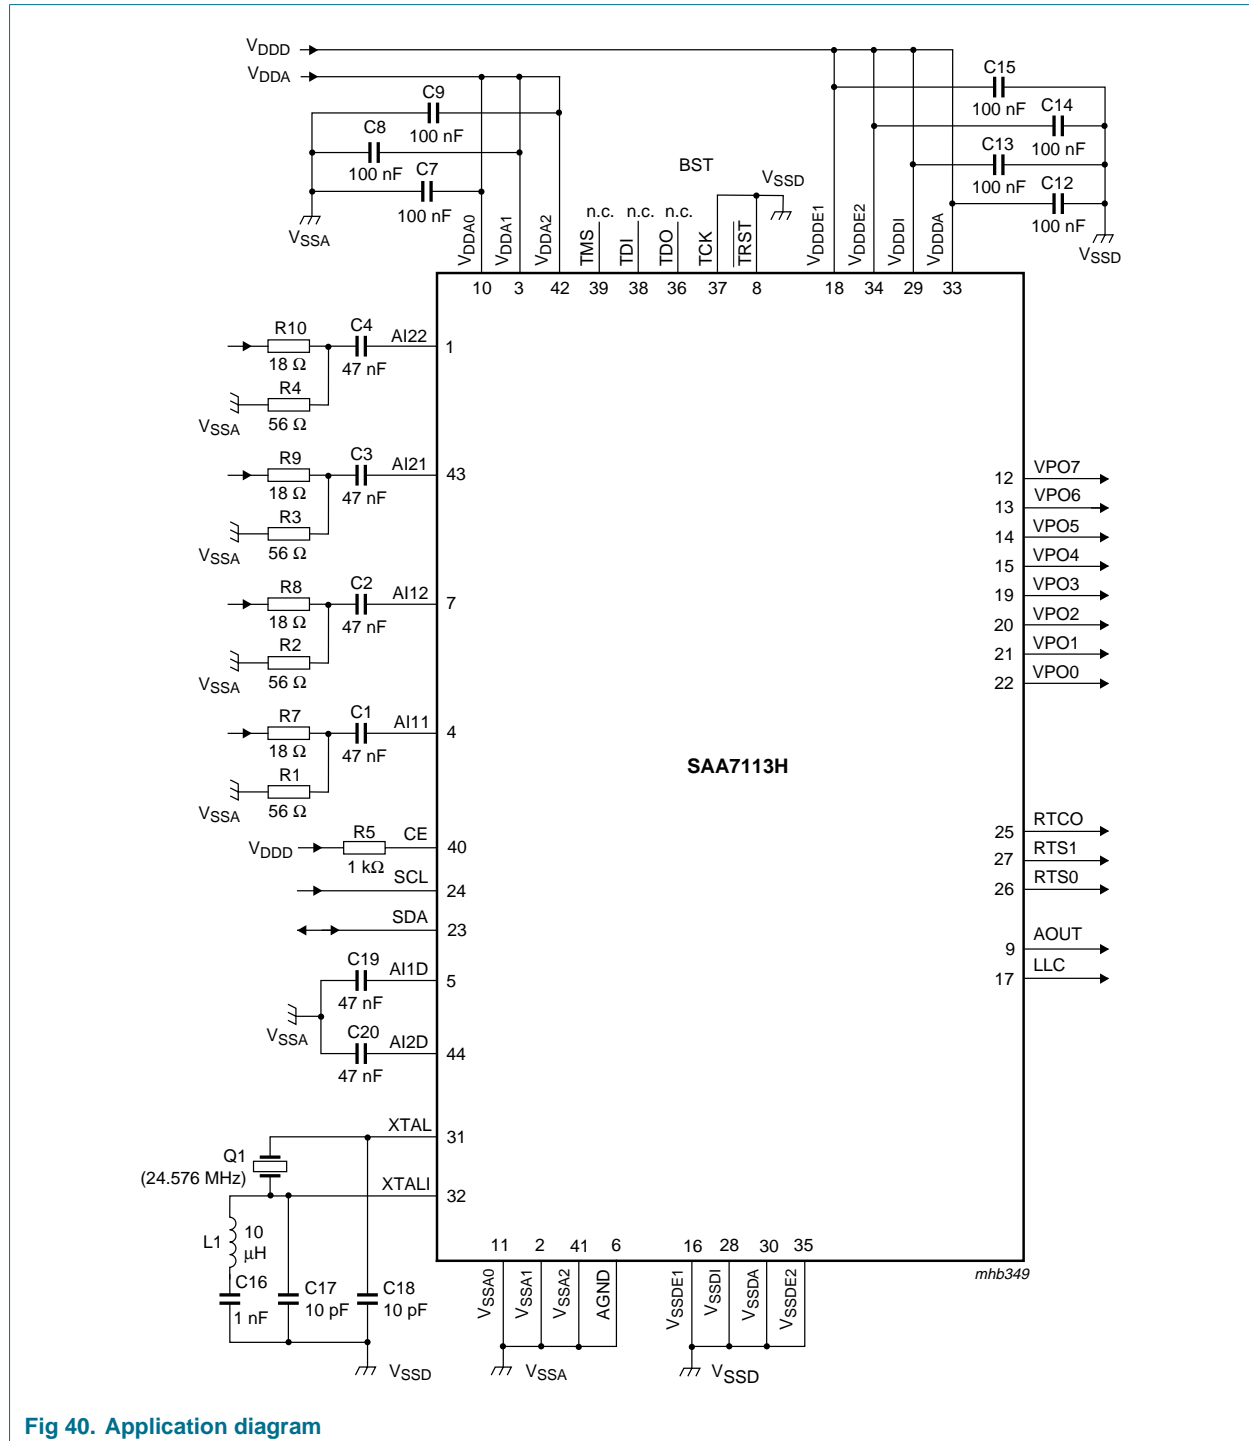 VDDD
VDDA
C9
100 nF
C8
100 nF
C7
100 nF
VSSA
C15
100 nF
C14
100 nF
C13
100 nF
C12
100 nF
VSSD
BST
VSSD
n.c. n.c. n.c.
VDDA0 VDDA1 VDDA2 TMS TDI TDO TCK TRST VDDDE1 VDDDE2 VDDDI VDDDA
10 3 42 39 38 36 37 8 18 34 29 33
R10
18 Ω
C4
47 nF
AI22
1
R4
56 Ω
VSSA
R9
18 Ω
C3
47 nF
AI21
43
R3
56 Ω
VSSA
R8
18 Ω
C2
47 nF
AI12
7
R2
56 Ω
VSSA
R7
18 Ω
C1
47 nF
AI11
4
R1
56 Ω
VSSA
VDDD
R5
1 kΩ
CE
40
SCL
24
SDA
23
C19
47 nF
AI1D
5
VSSA
C20
47 nF
AI2D
44
XTAL
31
Q1
(24.576 MHz)
XTALI
32
L1
10
μH
C16
1 nF
C17
10 pF
C18
10 pF
VSSD
SAA7113H
12 VPO7
13 VPO6
14 VPO5
15 VPO4
19 VPO3
20 VPO2
21 VPO1
22 VPO0
25 RTCO
27 RTS1
26 RTS0
9 AOUT
17 LLC
11 2 41 6 16 28 30 35
VSSA0 VSSA1 VSSA2 AGND VSSDE1 VSSDI VSSDA VSSDE2
VSSA
VSSD
mhb349
Fig 40. Application diagram